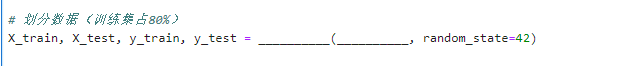 # 划分数据（训练集占80%）
X_train, X_test, y_train, y_test = __________(__________, random_state=42)